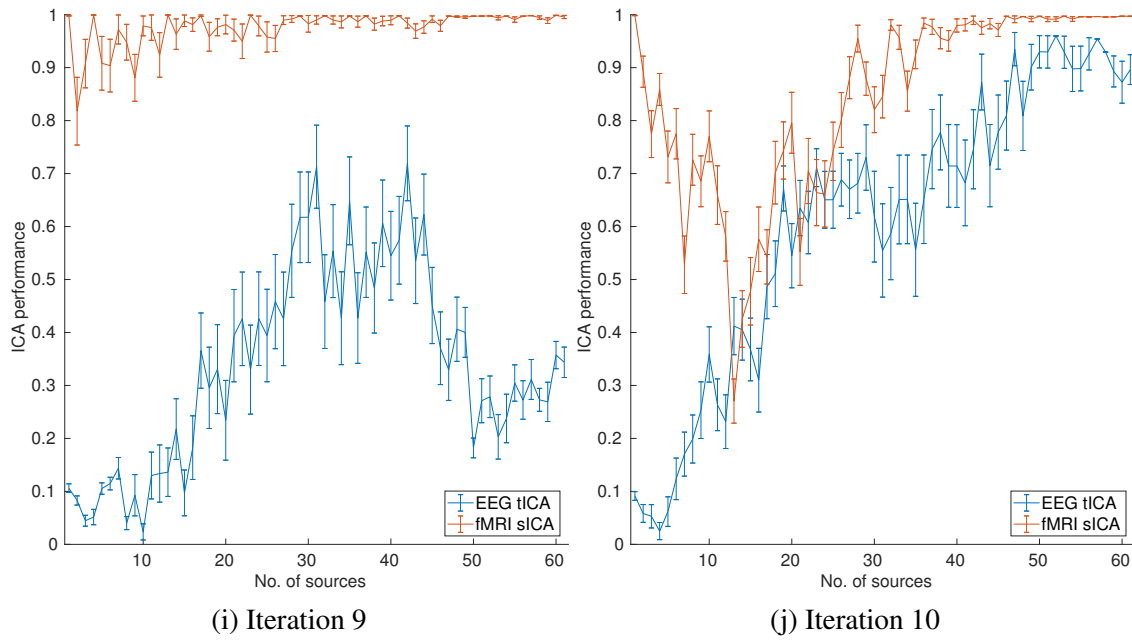 1
0.9
0.8
0.7
0.6
0.5
0.4
0.3
0.2
0.1
0
ICA performance
10 20 30 40 50 60
No. of sources
EEG tICA
fMRI sICA
(i) Iteration 9
1
0.9
0.8
0.7
0.6
0.5
0.4
0.3
0.2
0.1
0
ICA performance
10 20 30 40 50 60
No. of sources
EEG tICA
fMRI sICA
(j) Iteration 10